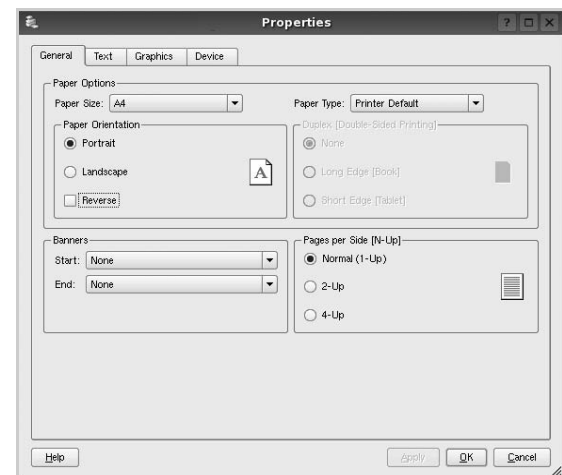 Properties
General Text Graphics Device
Paper Options
Paper Size: A4 Paper Type: Printer Default
Paper Orientation
Portrait
Landscape
Reverse
A
Duplex [Double-Sided Printing]
None
Long Edge [Book]
Short Edge [Tablet]
Banners
Start: None
End: None
Pages per Side [N-Up]
Normal (1-Up)
2-Up
4-Up
Help Apply OK Cancel